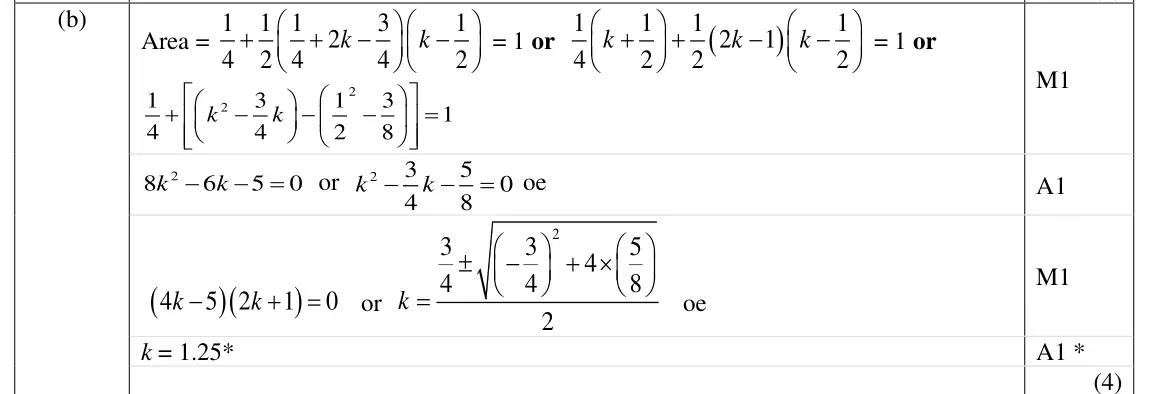 (b)
Area = 1/4 + 1/2(1/4 + 2k − 3/4)(k − 1/2) = 1 or 1/4(k + 1/2) + 1/2(2k − 1)(k − 1/2) = 1 or
1/4 + [(k² − 3/4 k) − (1²/2 − 3/8)] = 1
M1
8k² − 6k − 5 = 0 or k² − 3/4 k − 5/8 = 0 oe
A1
(4k − 5)(2k + 1) = 0 or k = (3/4 ± √((−3/4)² + 4 × (5/8)))/2 oe
M1
k = 1.25*
A1 *
(4)